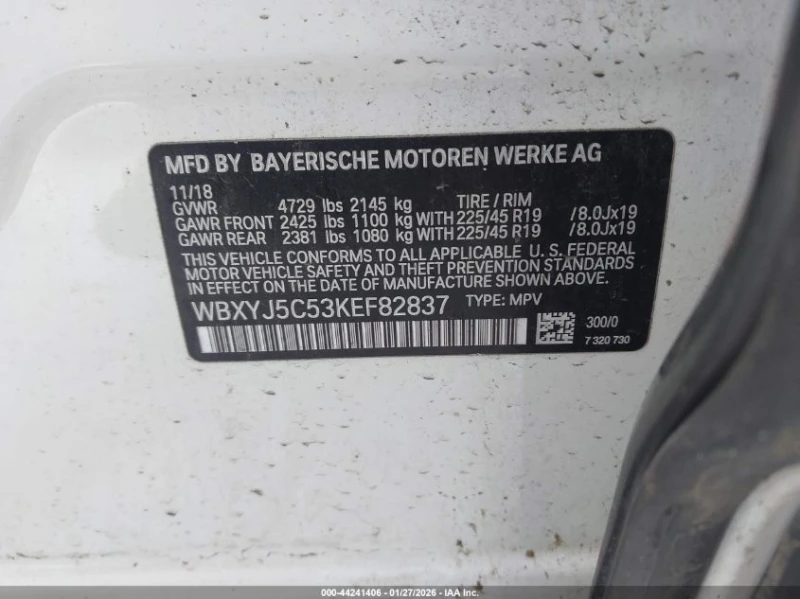 MFD BY BAYERISCHE MOTOREN WERKE AG
11/18
GVWR 4729 lbs 2145 kg TIRE / RIM
GAWR FRONT 2425 lbs 1100 kg WITH 225/45 R19 /8.0Jx19
GAWR REAR 2381 lbs 1080 kg WITH 225/45 R19 /8.0Jx19
THIS VEHICLE CONFORMS TO ALL APPLICABLE U. S. FEDERAL
MOTOR VEHICLE SAFETY AND THEFT PREVENTION STANDARDS
IN EFFECT ON THE DATE OF MANUFACTURE SHOWN ABOVE.
WBXYJ5C53KEF82837 TYPE: MPV
300/0
7 320 730
000-44241406 - 01/27/2026 - IAA Inc.